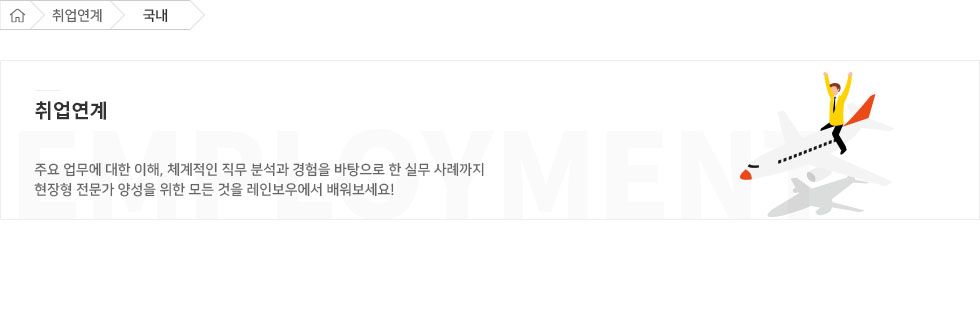 취업연계
국내
취업연계
EMPLOYMENT
주요 업무에 대한 이해, 체계적인 직무 분석과 경험을 바탕으로 한 실무 사례까지
현장형 전문가 양성을 위한 모든 것을 레인보우에서 배워보세요!